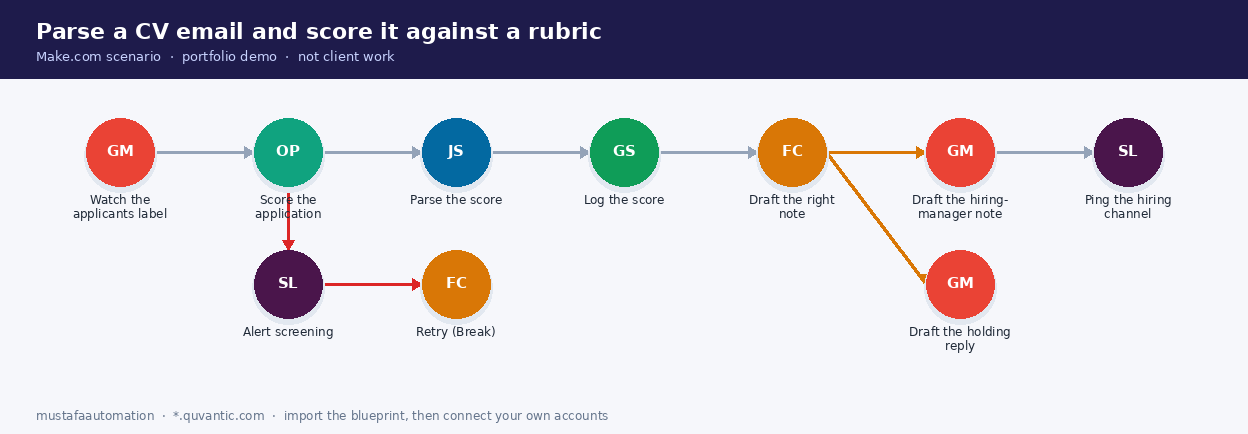 Parse a CV email and score it against a rubric
Make.com scenario · portfolio demo · not client work
GM
OP
JS
GS
FC
GM
SL
Watch the
applicants label
Score the
application
Parse the score
Log the score
Draft the right
note
Draft the hiring-
manager note
Ping the hiring
channel
SL
FC
GM
Alert screening
Retry (Break)
Draft the holding
reply
mustafaautomation · *.quvantic.com · import the blueprint, then connect your own accounts